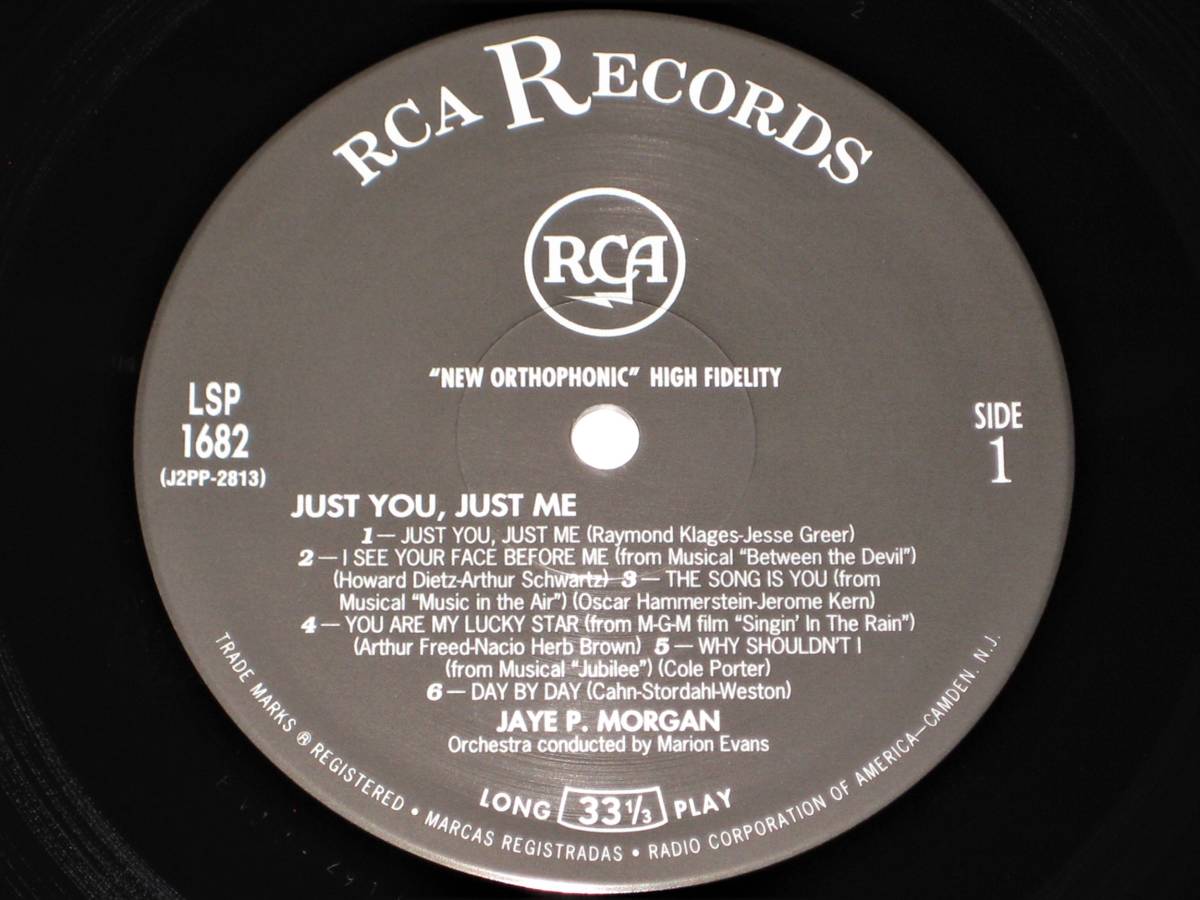 RCA RECORDS
RCA
"NEW ORTHOPHONIC" HIGH FIDELITY
LSP
1682
(J2PP-2813)
SIDE
1
JUST YOU, JUST ME
1 — JUST YOU, JUST ME (Raymond Klages-Jesse Greer)
2 — I SEE YOUR FACE BEFORE ME (from Musical "Between the Devil")
(Howard Dietz-Arthur Schwartz) 3 — THE SONG IS YOU (from
Musical "Music in the Air") (Oscar Hammerstein-Jerome Kern)
4 — YOU ARE MY LUCKY STAR (from M-G-M film "Singin' In The Rain")
(Arthur Freed-Nacio Herb Brown) 5 — WHY SHOULDN'T I
(from Musical "Jubilee") (Cole Porter)
6 — DAY BY DAY (Cahn-Stordahl-Weston)
JAYE P. MORGAN
Orchestra conducted by Marion Evans
LONG 33 1/3 PLAY
TRADE MARKS ® REGISTERED • MARCAS REGISTRADAS • RADIO CORPORATION OF AMERICA—CAMDEN. N.J.